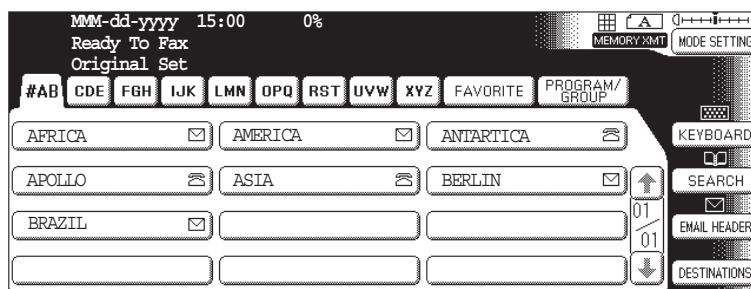 MMM-dd-yyyy 15:00 0%
Ready To Fax
Original Set
A
MEMORY XMT
MODE SETTING
#AB CDE FGH IJK LMN OPQ RST UVW XYZ FAVORITE PROGRAM/
GROUP
KEYBOARD
AFRICA AMERICA ANTARTICA
SEARCH
APOLLO ASIA BERLIN
01
01
EMAIL HEADER
BRAZIL
DESTINATIONS